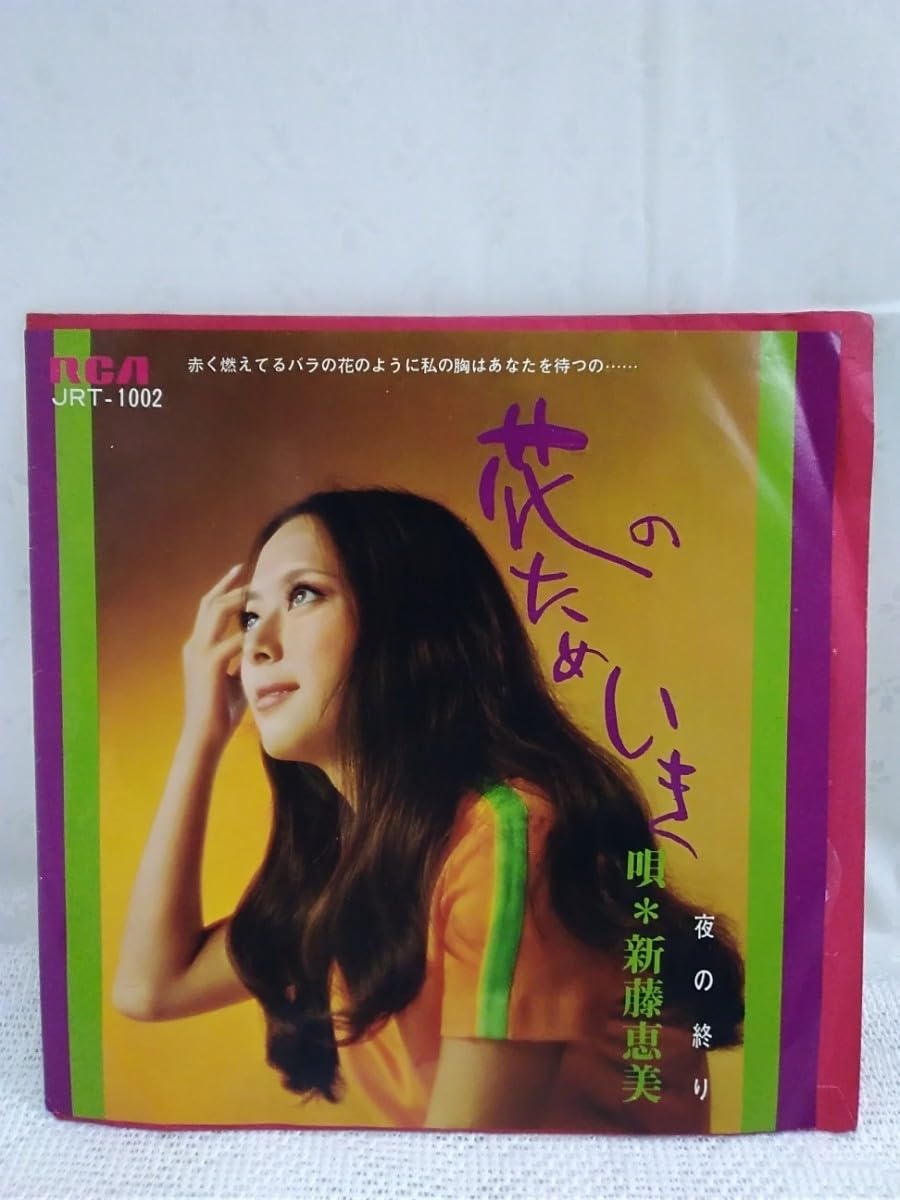 RCA
JRT-1002
赤く燃えてるバラの花のように私の胸はあなたを待つの……
花のためいき
唄＊新藤恵美
夜の終り